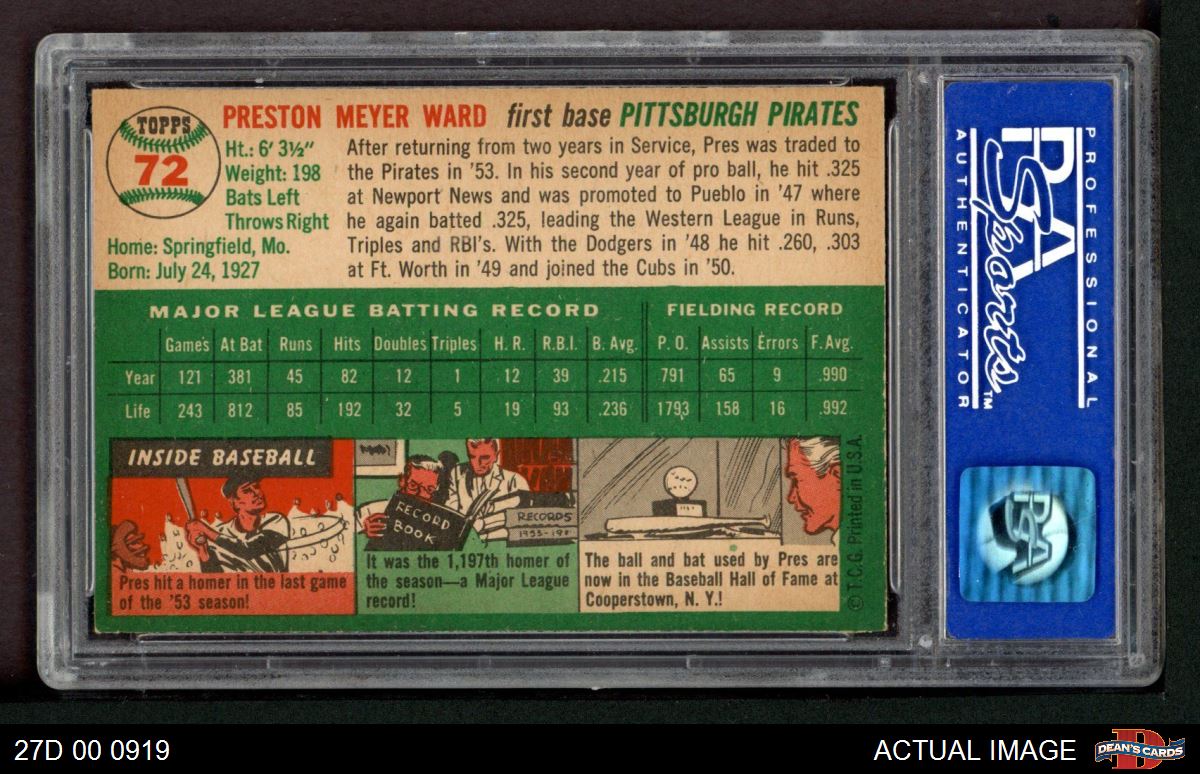 TOPPS
72
PRESTON MEYER WARD first base PITTSBURGH PIRATES
Ht.: 6' 3½"
Weight: 198
Bats Left
Throws Right
Home: Springfield, Mo.
Born: July 24, 1927
After returning from two years in Service, Pres was traded to
the Pirates in '53. In his second year of pro ball, he hit .325
at Newport News and was promoted to Pueblo in '47 where
he again batted .325, leading the Western League in Runs,
Triples and RBI's. With the Dodgers in '48 he hit .260, .303
at Ft. Worth in '49 and joined the Cubs in '50.
MAJOR LEAGUE BATTING RECORD FIELDING RECORD
Games At Bat Runs Hits Doubles Triples H. R. R.B.I. B. Avg. P. O. Assists Errors F. Avg.
Year 121 381 45 82 12 1 12 39 .215 791 65 9 .990
Life 243 812 85 192 32 5 19 93 .236 1793 158 16 .992
INSIDE BASEBALL
Pres hit a homer in the last game
of the '53 season!
RECORD
BOOK
RECORDS
It was the 1,197th homer of
the season—a Major League
record!
The ball and bat used by Pres are
now in the Baseball Hall of Fame at
Cooperstown, N. Y.!
© T.C.G. Printed in U.S.A.
PROFESSIONAL
PSA
Sports™
AUTHENTICATOR
PSA
27D 00 0919
ACTUAL IMAGE
D
DEAN'S CARDS